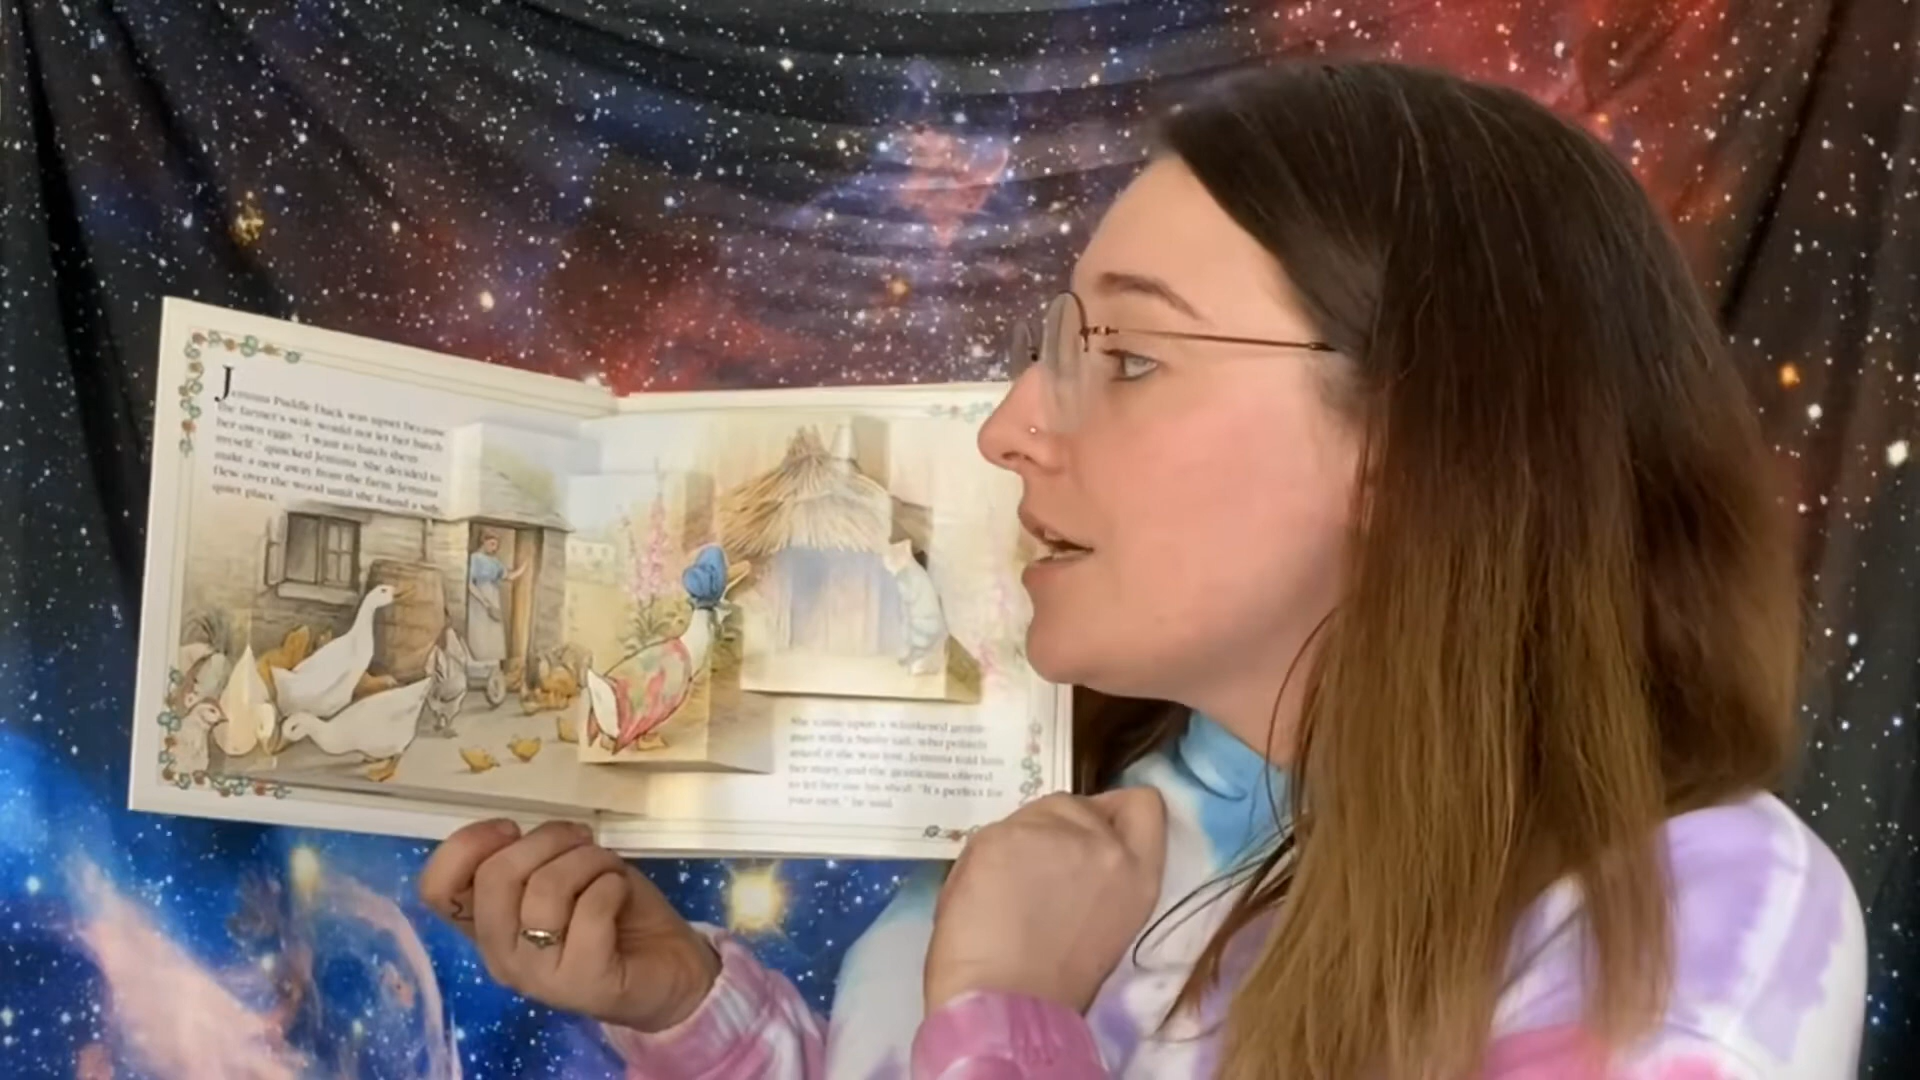 Jemima Puddle-Duck was upset because
the farmer's wife would not let her hatch
her own eggs. "I want to hatch them
myself," quacked Jemima. She decided to
make a nest away from the farm. Jemima
flew over the wood until she found a safe,
quiet place.
She came upon a whiskered gentle-
man with a bushy tail, who politely
asked if she was lost. Jemima told him
her story, and the gentleman offered
to let her use his shed. "It's perfect for
your nest," he said.